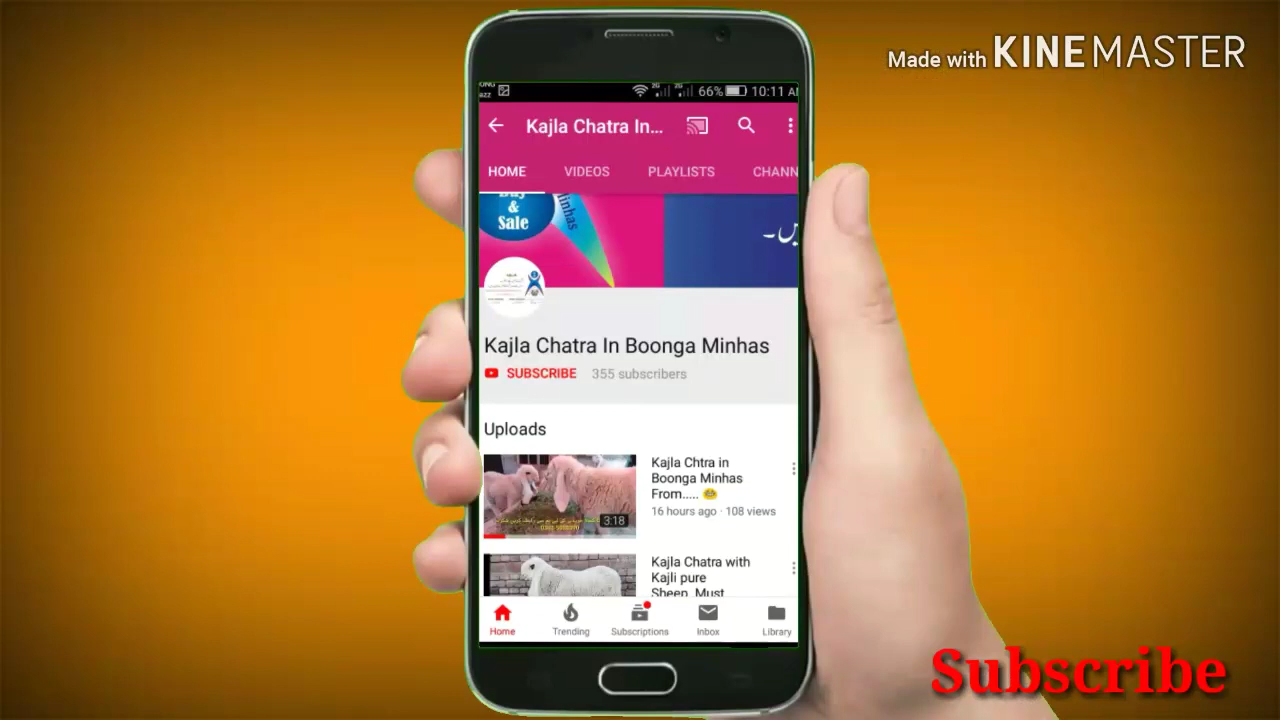 Made with KINEMASTER
66% 10:11 AM
Kajla Chatra In...
HOME VIDEOS PLAYLISTS CHANN
&
Sale
Minhas
Kajla Chatra In Boonga Minhas
SUBSCRIBE 355 subscribers
Uploads
Kajla Chtra in
Boonga Minhas
From..... 
16 hours ago · 108 views
3:18
Kajla Chatra with
Kajli pure
Sheep, Must
Home Trending Subscriptions Inbox Library
Subscribe